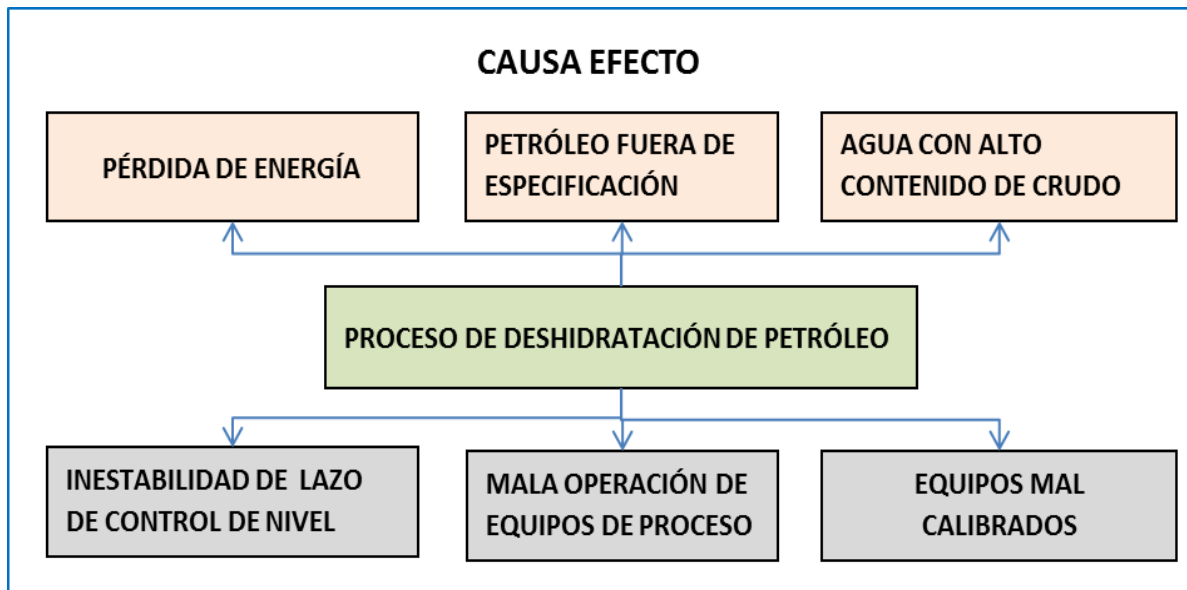 CAUSA EFECTO
PÉRDIDA DE ENERGÍA
PETRÓLEO FUERA DE
ESPECIFICACIÓN
AGUA CON ALTO
CONTENIDO DE CRUDO
PROCESO DE DESHIDRATACIÓN DE PETRÓLEO
INESTABILIDAD DE LAZO
DE CONTROL DE NIVEL
MALA OPERACIÓN DE
EQUIPOS DE PROCESO
EQUIPOS MAL
CALIBRADOS